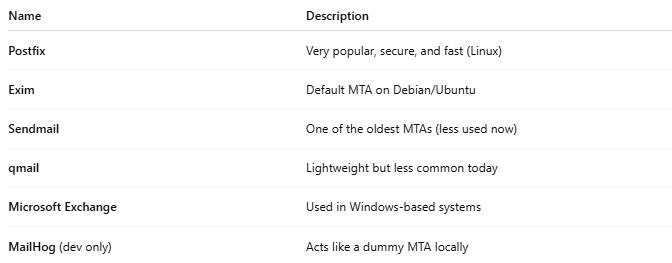 Name Description
Postfix Very popular, secure, and fast (Linux)
Exim Default MTA on Debian/Ubuntu
Sendmail One of the oldest MTAs (less used now)
qmail Lightweight but less common today
Microsoft Exchange Used in Windows-based systems
MailHog (dev only) Acts like a dummy MTA locally